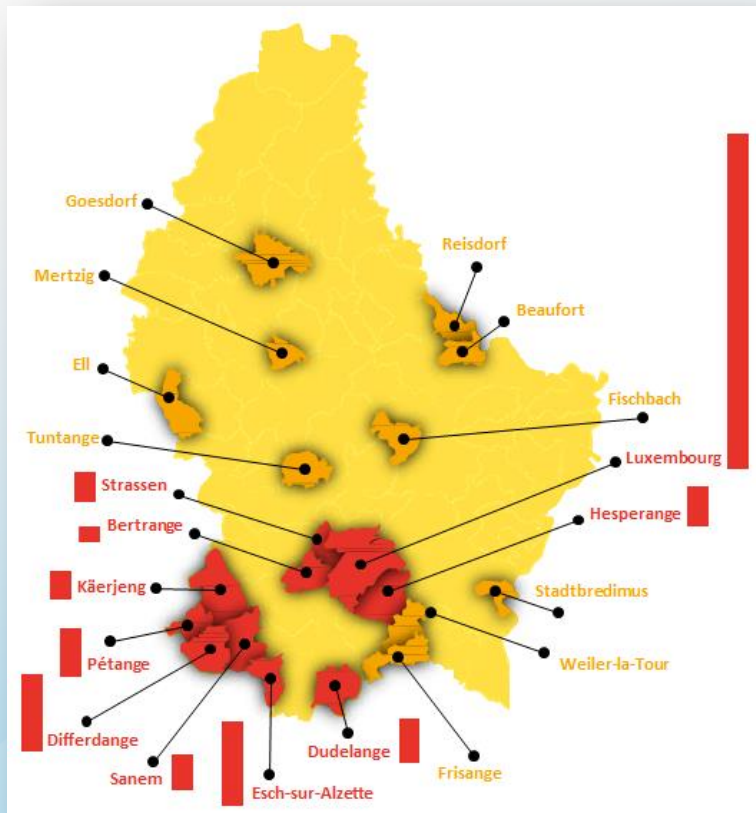 Goesdorf
Reisdorf
Mertzig
Beaufort
Ell
Fischbach
Tuntange
Luxembourg
Strassen
Hesperange
Bertrange
Käerjeng
Stadtbredimus
Pétange
Weiler-la-Tour
Differdange
Dudelange
Sanem
Frisange
Esch-sur-Alzette